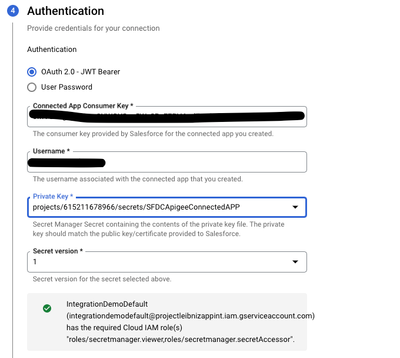 4 Authentication
Provide credentials for your connection
Authentication
OAuth 2.0 - JWT Bearer
User Password
Connected App Consumer Key *
The consumer key provided by Salesforce for the connected app you created.
Username *
The username associated with the connected app that you created.
Private Key *
projects/615211678966/secrets/SFDCApigeeConnectedAPP
Secret Manager Secret containing the contents of the private key file. The private
key should match the public key/certificate provided to Salesforce.
Secret version *
1
Secret version for the secret selected above.
IntegrationDemoDefault
(integrationdemodefault@projectleibnizappint.iam.gserviceaccount.com)
has the required Cloud IAM role(s)
"roles/secretmanager.viewer,roles/secretmanager.secretAccessor".